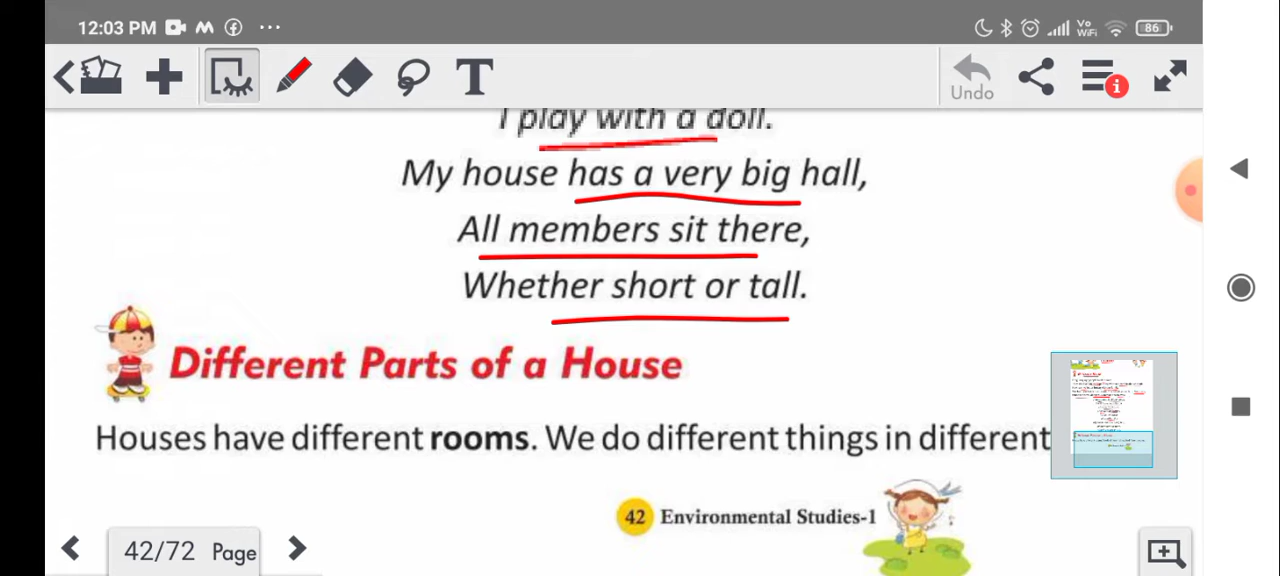 12:03 PM
Vo
WiFi
86
T
Undo
i
I play with a doll.
My house has a very big hall,
All members sit there,
Whether short or tall.
Different Parts of a House
Houses have different rooms. We do different things in different
42 Environmental Studies-1
42/72 Page